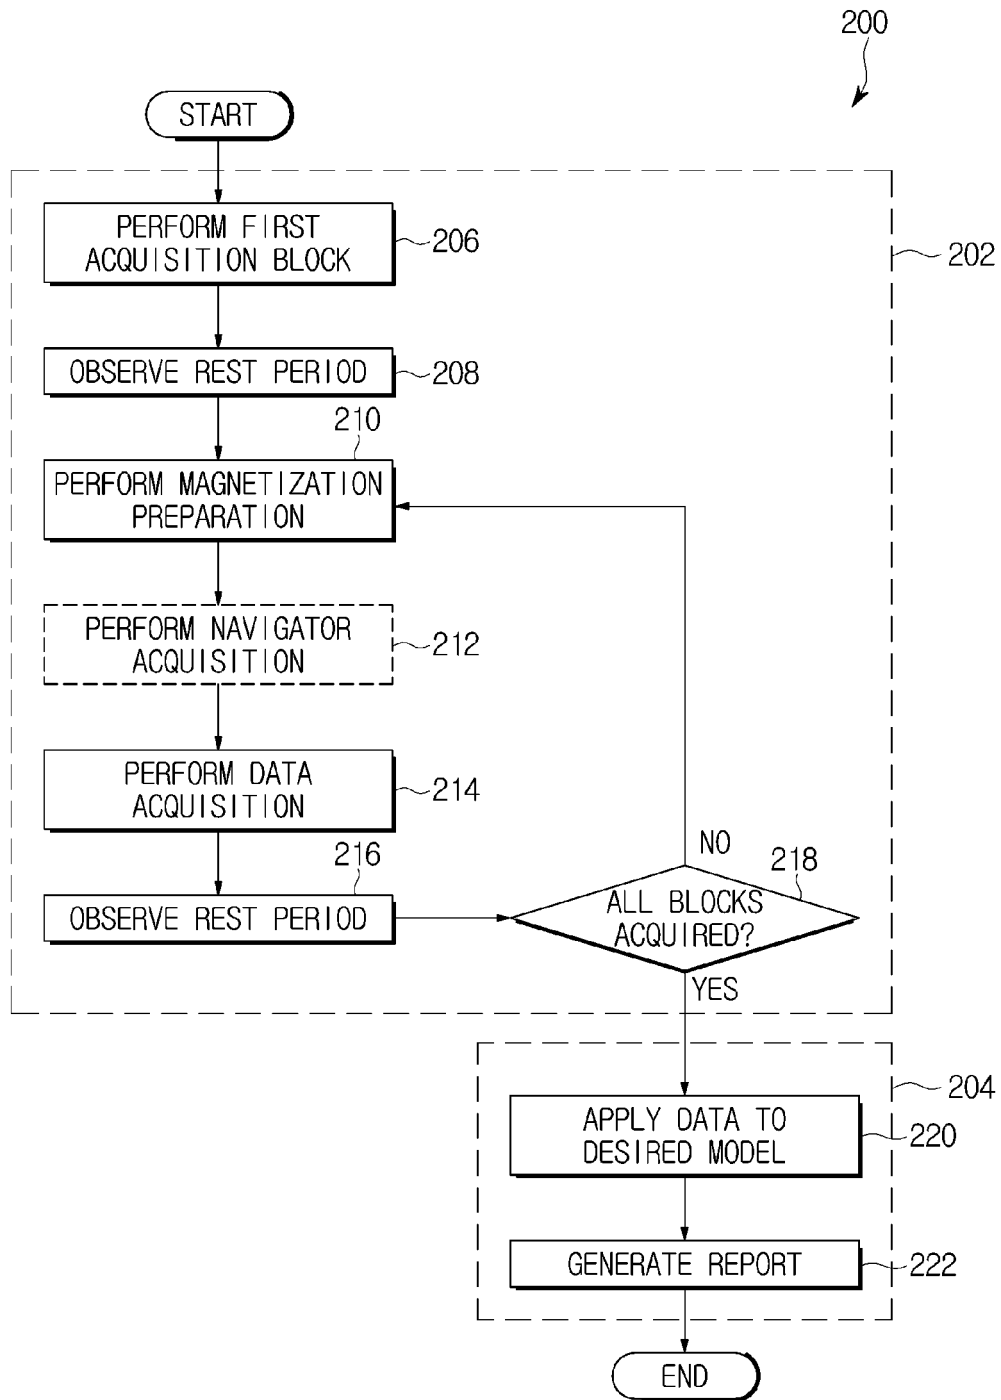 200
START
PERFORM FIRST
ACQUISITION BLOCK
206
202
OBSERVE REST PERIOD
208
210
PERFORM MAGNETIZATION
PREPARATION
PERFORM NAVIGATOR
ACQUISITION
212
PERFORM DATA
ACQUISITION
214
216
OBSERVE REST PERIOD
NO
218
ALL BLOCKS
ACQUIRED?
YES
204
APPLY DATA TO
DESIRED MODEL
220
GENERATE REPORT
222
END